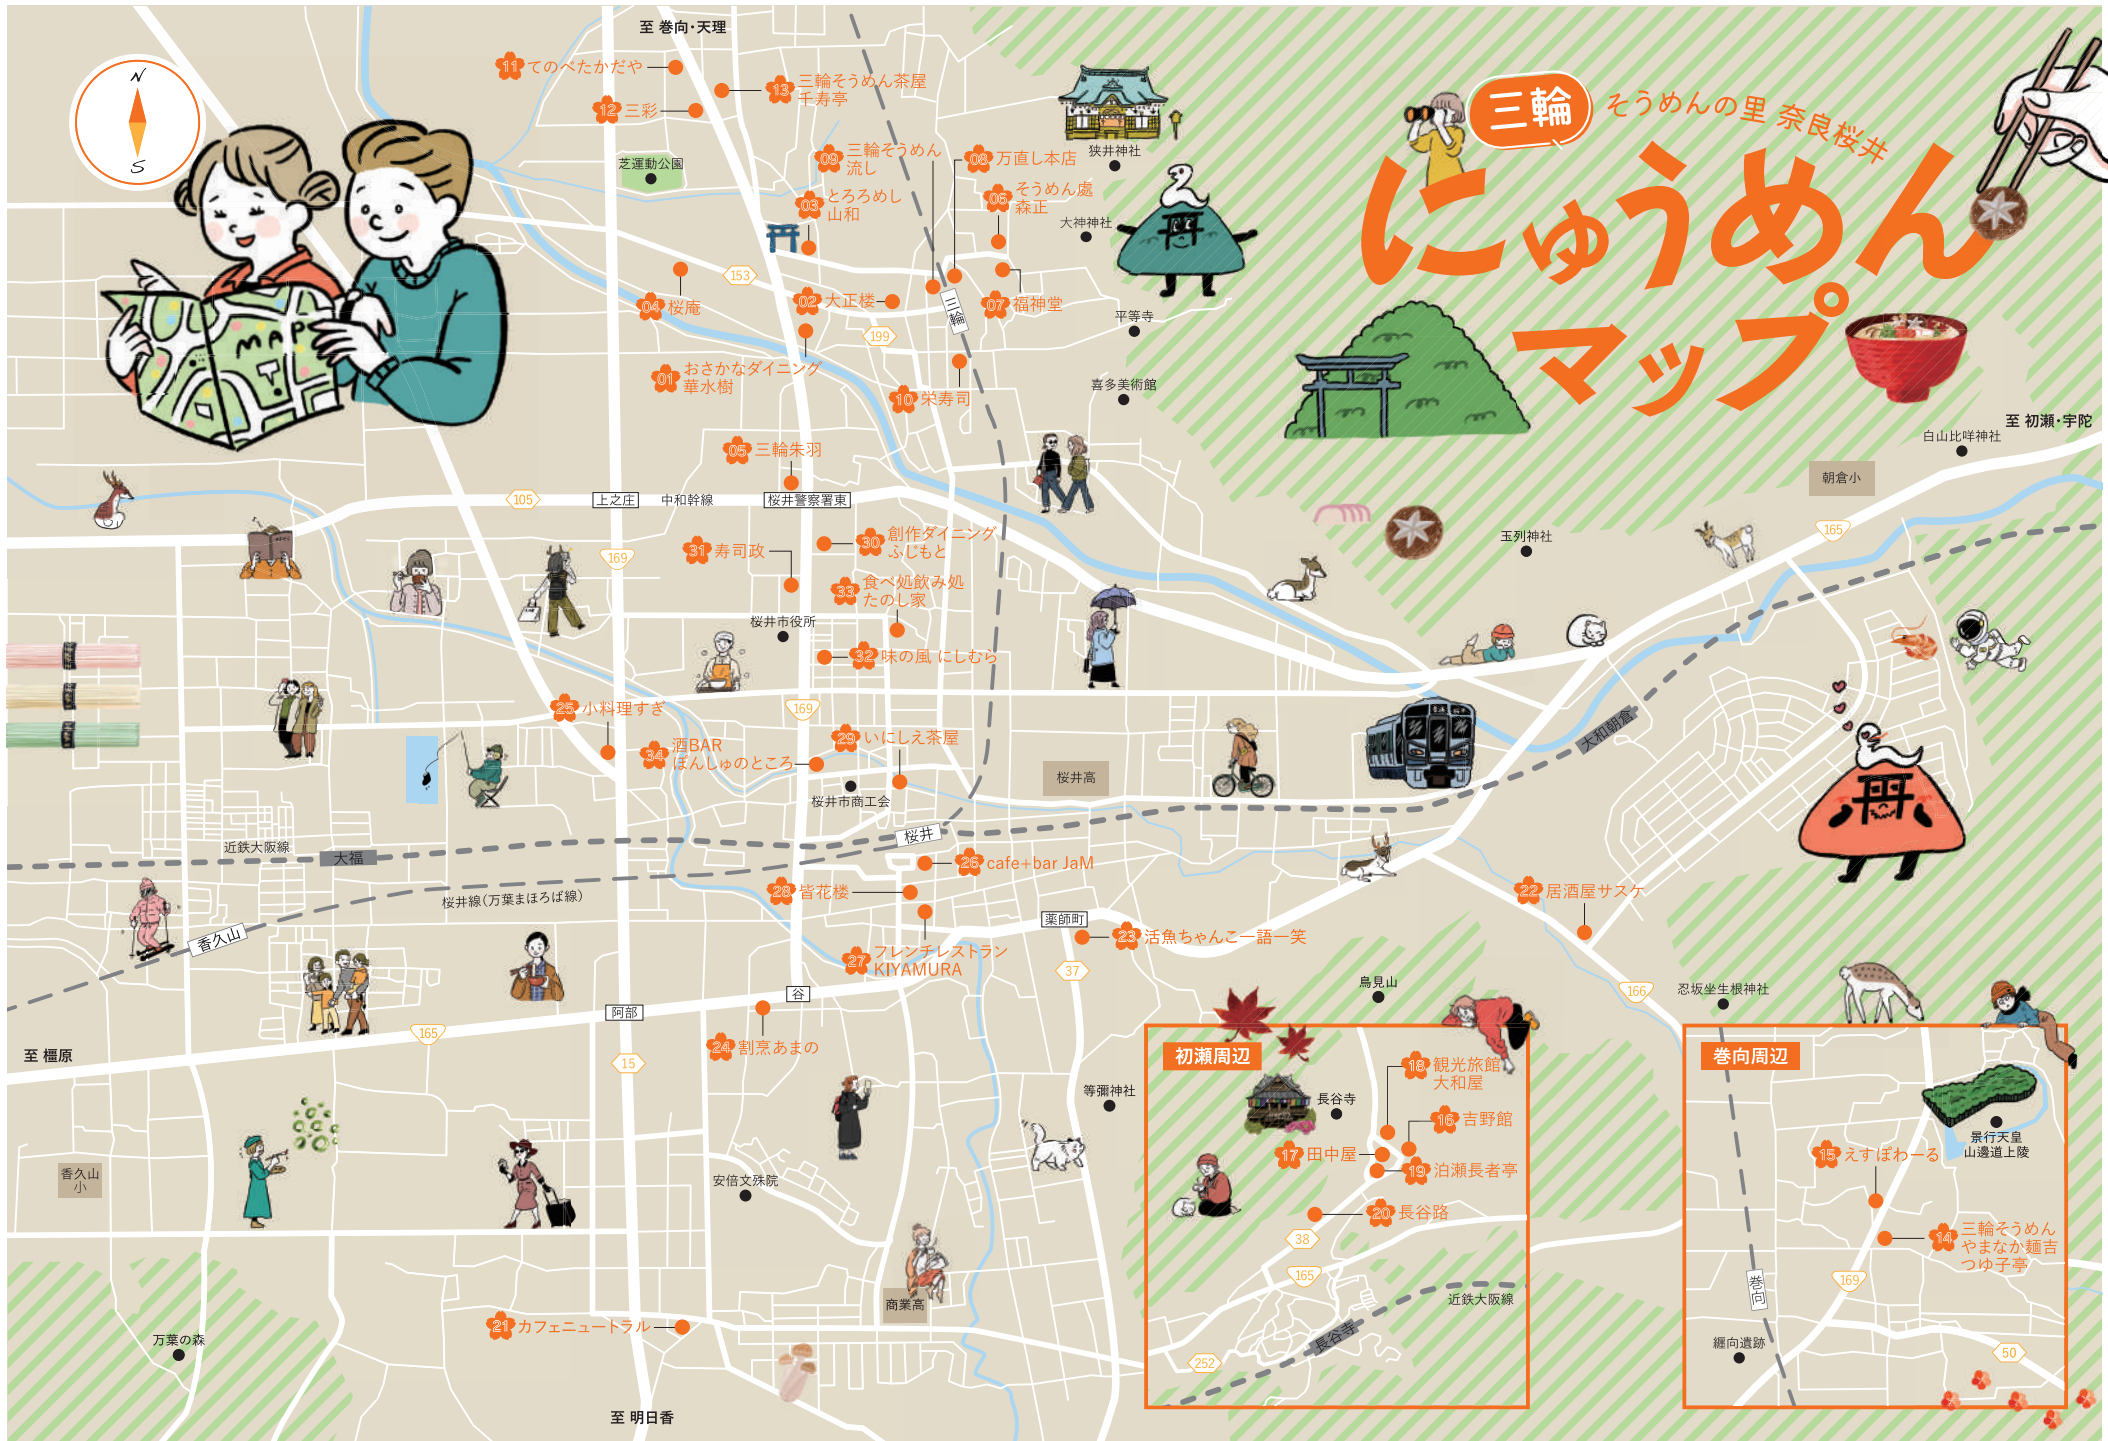 三輪
そうめんの里 奈良桜井
にゅうめん
マップ
N
S
MAP
至 巻向・天理
11 てのべたかだや
12 三彩
13 三輪そうめん茶屋
千寿亭
芝運動公園
09 三輪そうめん
流し
08 万直し本店
狭井神社
03 とろろめし
山和
06 そうめん處
森正
大神神社
153
04 桜庵
02 大正楼
三輪
07 福神堂
199
平等寺
01 おさかなダイニング
華水樹
10 栄寿司
喜多美術館
05 三輪朱羽
至 初瀬・宇陀
白山比咩神社
朝倉小
105
上之庄
中和幹線
桜井警察署東
165
169
31 寿司政
30 創作ダイニング
ふじもと
玉列神社
33 食べ処飲み処
たのし家
桜井市役所
32 味の風 にしむら
25 小料理すぎ
169
34 酒BAR
ほんしゅのところ
29 いにしえ茶屋
大和朝倉
桜井高
桜井市商工会
近鉄大阪線
大福
桜井
26 cafe+bar JaM
桜井線(万葉まほろば線)
28 皆花楼
22 居酒屋サスケ
香久山
薬師町
23 活魚ちゃんこ一語一笑
27 フレンチレストラン
KIYAMURA
37
谷
阿部
165
鳥見山
166
忍坂坐生根神社
至 橿原
24 割烹あまの
15
等彌神社
香久山
小
安倍文殊院
商業高
21 カフェニュートラル
万葉の森
至 明日香
初瀬周辺
18 観光旅館
大和屋
長谷寺
16 吉野館
17 田中屋
19 泊瀬長者亭
20 長谷路
38
165
近鉄大阪線
長谷寺
252
巻向周辺
景行天皇
山邊道上陵
15 えすぽわーる
14 三輪そうめん
やまなか麺吉
つゆ子亭
169
巻向
纒向遺跡
50